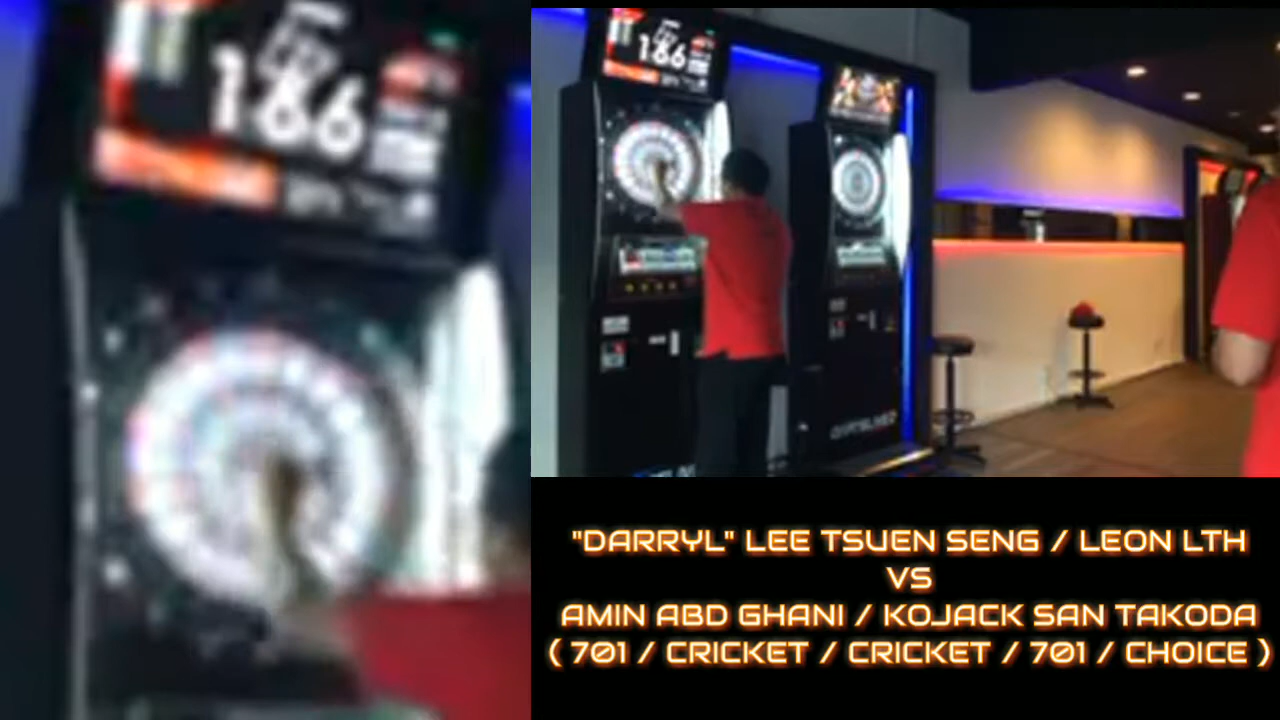 166
166
"DARRYL" LEE TSUEN SENG / LEON LTH
VS
AMIN ABD GHANI / KOJACK SAN TAKODA
( 701 / CRICKET / CRICKET / 701 / CHOICE )